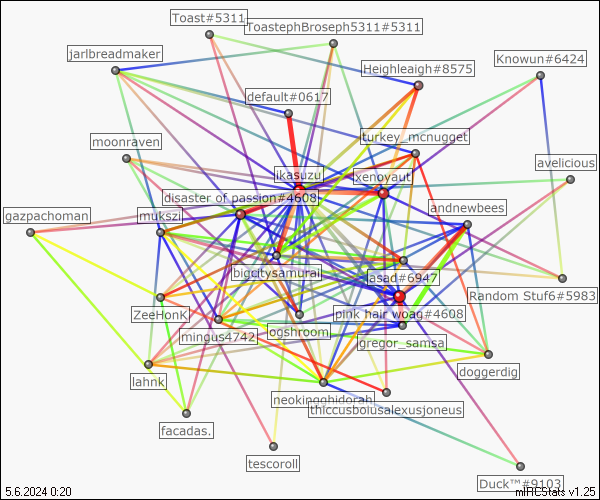 Toast#5311
ToastephBroseph5311#5311
jarlbreadmaker
Heighleaigh#8575
Knowun#6424
default#0617
moonraven
turkey_mcnugget
avelicious
ikasuzu
xenoyaut
disaster of passion#4608
gazpachoman
mukszi
andnewbees
bigcitysamurai
lasad#6947
Random Stuf6#5983
ZeeHonk
mingus4742
ogshroom
pink hair woag#4608
gregor_samsa
doggerdig
lahnk
neokingghidorah
thiccusbolusalexusjoneus
facadas.
tescoroll
Duck™#9103
5.6.2024 0:20
mIRCStats v1.25